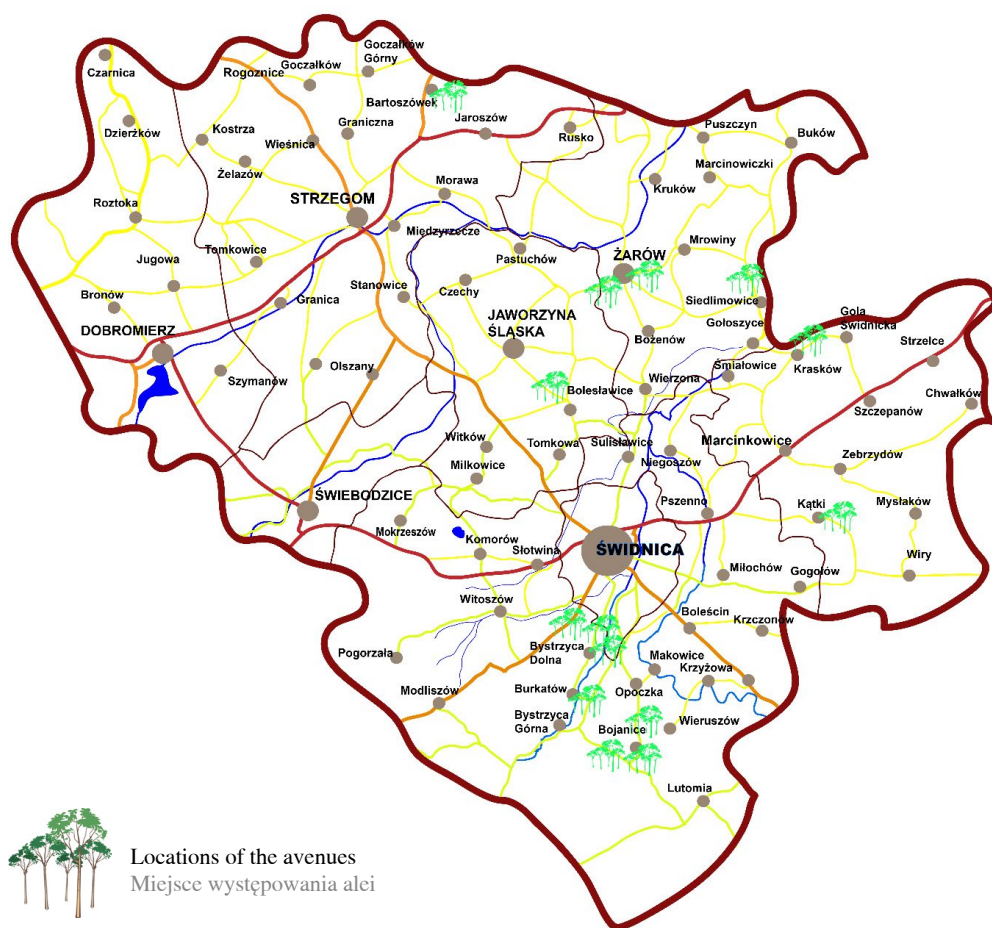 Czarnica
Goczałków
Górny
Goczałków
Rogoznice
Bartoszówek
Dzierżków
Kostrza
Graniczna
Jaroszów
Rusko
Puszczyn
Buków
Wieśnica
Żelazów
Marcinowiczki
Morawa
Kruków
STRZEGOM
Roztoka
Międzyrzecze
Tomkowice
Pastuchów
Mrowiny
ŻARÓW
Jugowa
Stanowice
Czechy
Bronów
Granica
Siedlimowice
Gola
Świdnicka
JAWORZYNA
ŚLĄSKA
Gołoszyce
DOBROMIERZ
Bożenów
Strzelce
Krasków
Śmiałowice
Szymanów
Olszany
Bolesławice
Wierzona
Chwałków
Szczepanów
Witków
Tomkowa
Sulisławice
Marcinkowice
Milkowice
Niegoszów
Zebrzydów
ŚWIEBODZICE
Pszenno
Kątki
Mysłaków
Mokrzeszów
Komorów
ŚWIDNICA
Słotwina
Wiry
Miłochów
Gogołów
Witoszów
Boleścin
Krzczonów
Pogorzała
Bystrzyca
Dolna
Makowice
Krzyżowa
Modliszów
Burkatów
Opoczka
Bystrzyca
Górna
Bojanice
Wieruszów
Lutomia
Locations of the avenues
Miejsce występowania alei